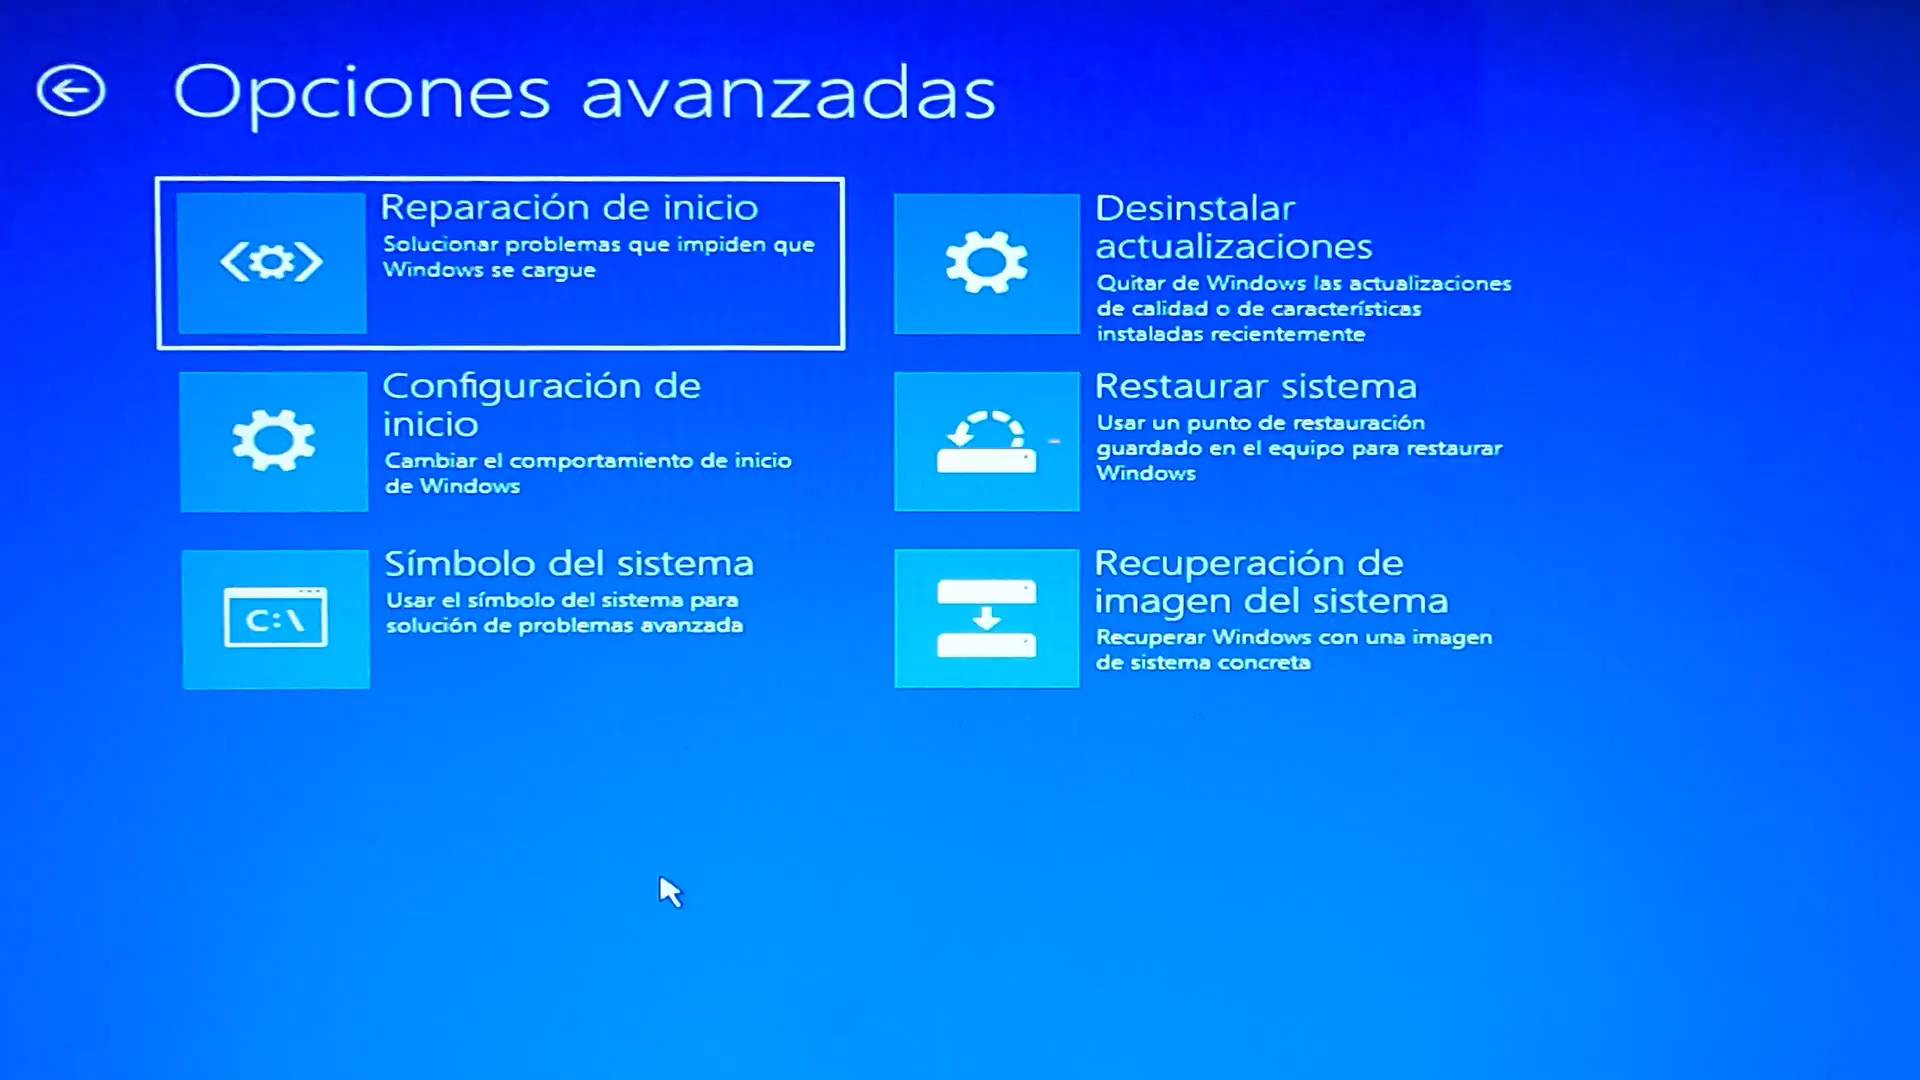 Opciones avanzadas
Reparación de inicio
Solucionar problemas que impiden que
Windows se cargue
Configuración de
inicio
Cambiar el comportamiento de inicio
de Windows
Símbolo del sistema
Usar el símbolo del sistema para
solución de problemas avanzada
C:\
Desinstalar
actualizaciones
Quitar de Windows las actualizaciones
de calidad o de características
instaladas recientemente
Restaurar sistema
Usar un punto de restauración
guardado en el equipo para restaurar
Windows
Recuperación de
imagen del sistema
Recuperar Windows con una imagen
de sistema concreta